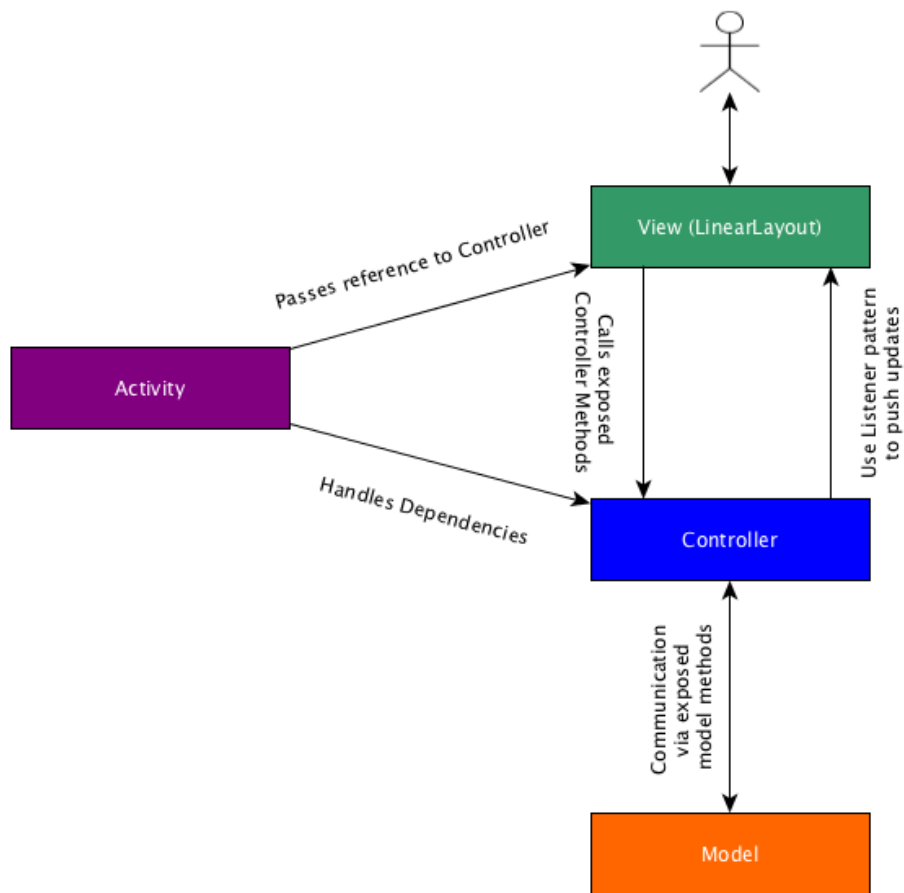 View (LinearLayout)
Passes reference to Controller
Calls exposed
Controller Methods
Use Listener pattern
to push updates
Activity
Handles Dependencies
Controller
Communication
via exposed
model methods
Model